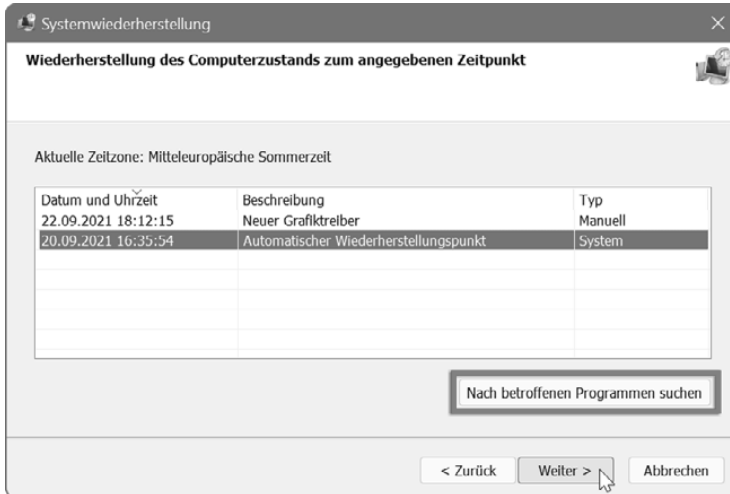 Systemwiederherstellung
Wiederherstellung des Computerzustands zum angegebenen Zeitpunkt
Aktuelle Zeitzone: Mitteleuropäische Sommerzeit
Datum und Uhrzeit Beschreibung Typ
22.09.2021 18:12:15 Neuer Grafiktreiber Manuell
20.09.2021 16:35:54 Automatischer Wiederherstellungspunkt System
Nach betroffenen Programmen suchen
< Zurück Weiter > Abbrechen